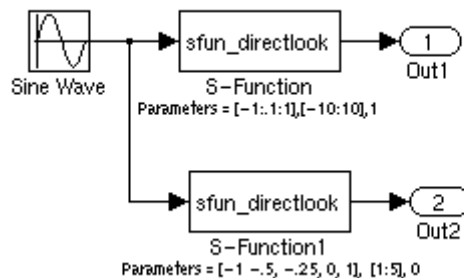 sfun_directlook
1
Sine Wave
S-Function
Out1
Parameters = [-1:.1:1],[-10:10],1
sfun_directlook
2
S-Function1
Out2
Parameters = [-1 -.5, -.25, 0, 1], [1:5], 0